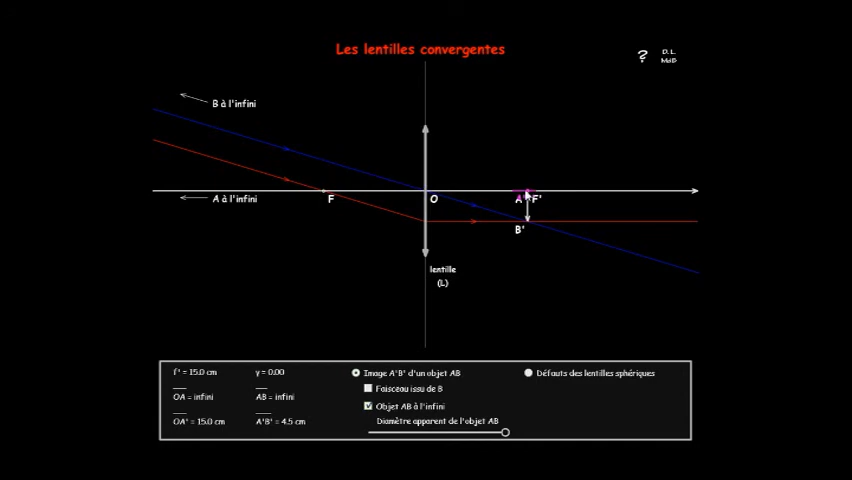 Les lentilles convergentes
?
D. L.
MdB
B à l'infini
A à l'infini
F
O
A'
F'
B'
lentille
(L)
f' = 15.0 cm
γ = 0.00
OA = infini
AB = infini
OA' = 15.0 cm
A'B' = 4.5 cm
Image A'B' d'un objet AB
Faisceau issu de B
Objet AB à l'infini
Diamètre apparent de l'objet AB
Défauts des lentilles sphériques